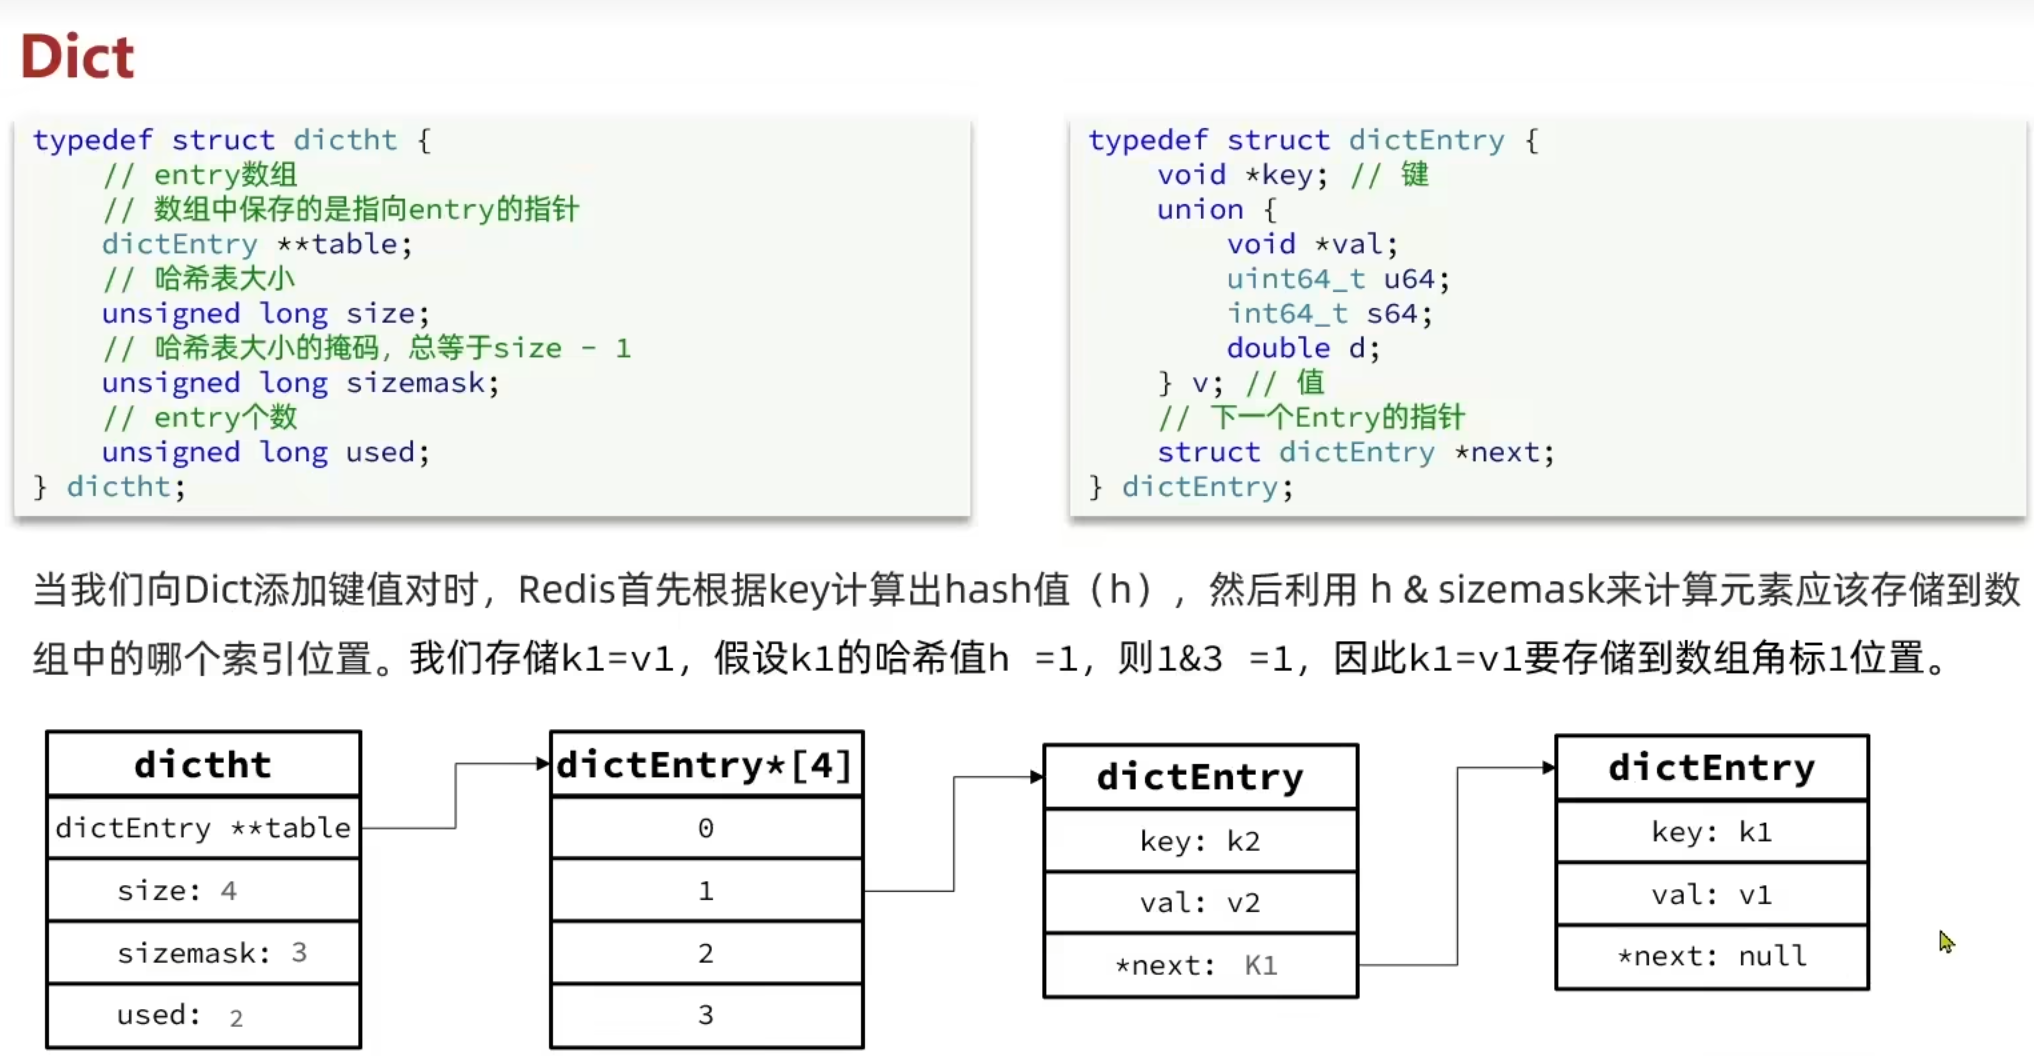 Dict
typedef struct dictht {
// entry数组
// 数组中保存的是指向entry的指针
dictEntry **table;
// 哈希表大小
unsigned long size;
// 哈希表大小的掩码，总等于size - 1
unsigned long sizemask;
// entry个数
unsigned long used;
} dictht;
typedef struct dictEntry {
void *key; // 键
union {
void *val;
uint64_t u64;
int64_t s64;
double d;
} v; // 值
// 下一个Entry的指针
struct dictEntry *next;
} dictEntry;
当我们向Dict添加键值对时，Redis首先根据key计算出hash值（h），然后利用 h & sizemask来计算元素应该存储到数
组中的哪个索引位置。我们存储k1=v1，假设k1的哈希值h =1，则1&3 =1，因此k1=v1要存储到数组角标1位置。
dictht
dictEntry **table
size: 4
sizemask: 3
used: 2
dictEntry*[4]
0
1
2
3
dictEntry
key: k2
val: v2
*next: K1
dictEntry
key: k1
val: v1
*next: null